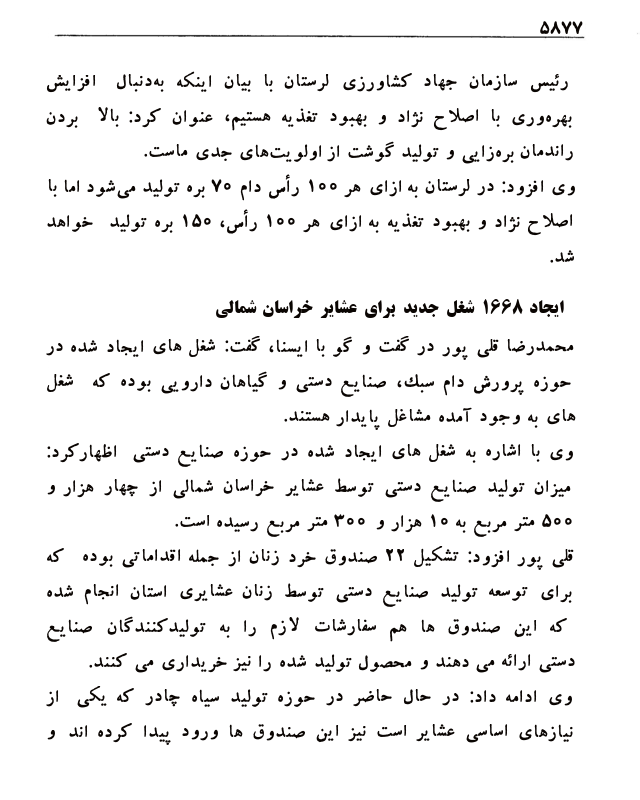 ۵۸۷۷
رئیس سازمان جهاد کشاورزی لرستان با بیان اینکه به‌دنبال افزایش
بهره‌وری با اصلاح نژاد و بهبود تغذیه هستیم، عنوان کرد: بالا بردن
راندمان بره‌زایی و تولید گوشت از اولویت‌های جدی ماست.
وی افزود: در لرستان به ازای هر ۱۰۰ رأس دام ۷۰ بره تولید می‌شود اما با
اصلاح نژاد و بهبود تغذیه به ازای هر ۱۰۰ رأس، ۱۵۰ بره تولید خواهد
شد.
ایجاد ۱۶۶۸ شغل جدید برای عشایر خراسان شمالی
محمدرضا قلی پور در گفت و گو با ایسنا، گفت: شغل های ایجاد شده در
حوزه پرورش دام سبك، صنایع دستی و گیاهان دارویی بوده که شغل
های به وجود آمده مشاغل پایدار هستند.
وی با اشاره به شغل های ایجاد شده در حوزه صنایع دستی اظهارکرد:
میزان تولید صنایع دستی توسط عشایر خراسان شمالی از چهار هزار و
۵۰۰ متر مربع به ۱۰ هزار و ۳۰۰ متر مربع رسیده است.
قلی پور افزود: تشکیل ۲۲ صندوق خرد زنان از جمله اقداماتی بوده که
برای توسعه تولید صنایع دستی توسط زنان عشایری استان انجام شده
که این صندوق ها هم سفارشات لازم را به تولیدکنندگان صنایع
دستی ارائه می دهند و محصول تولید شده را نیز خریداری می کنند.
وی ادامه داد: در حال حاضر در حوزه تولید سیاه چادر که یکی از
نیازهای اساسی عشایر است نیز این صندوق ها ورود پیدا کرده اند و